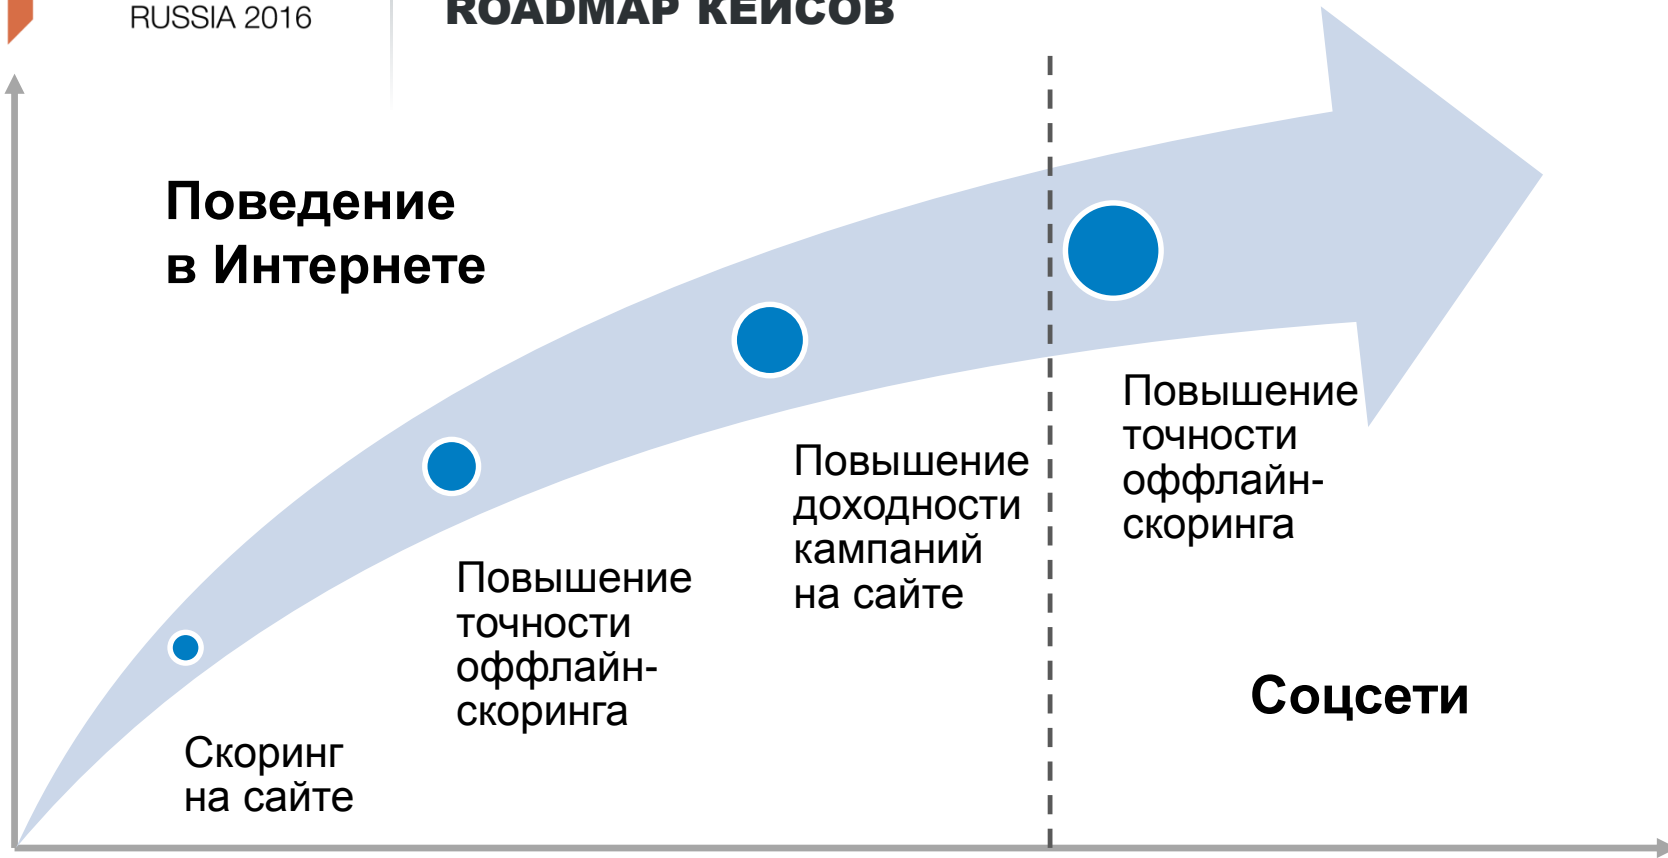 RUSSIA 2016
ROADMAP КЕЙСОВ
Поведение
в Интернете
Скоринг
на сайте
Повышение
точности
оффлайн-
скоринга
Повышение
доходности
кампаний
на сайте
Повышение
точности
оффлайн-
скоринга
Соцсети